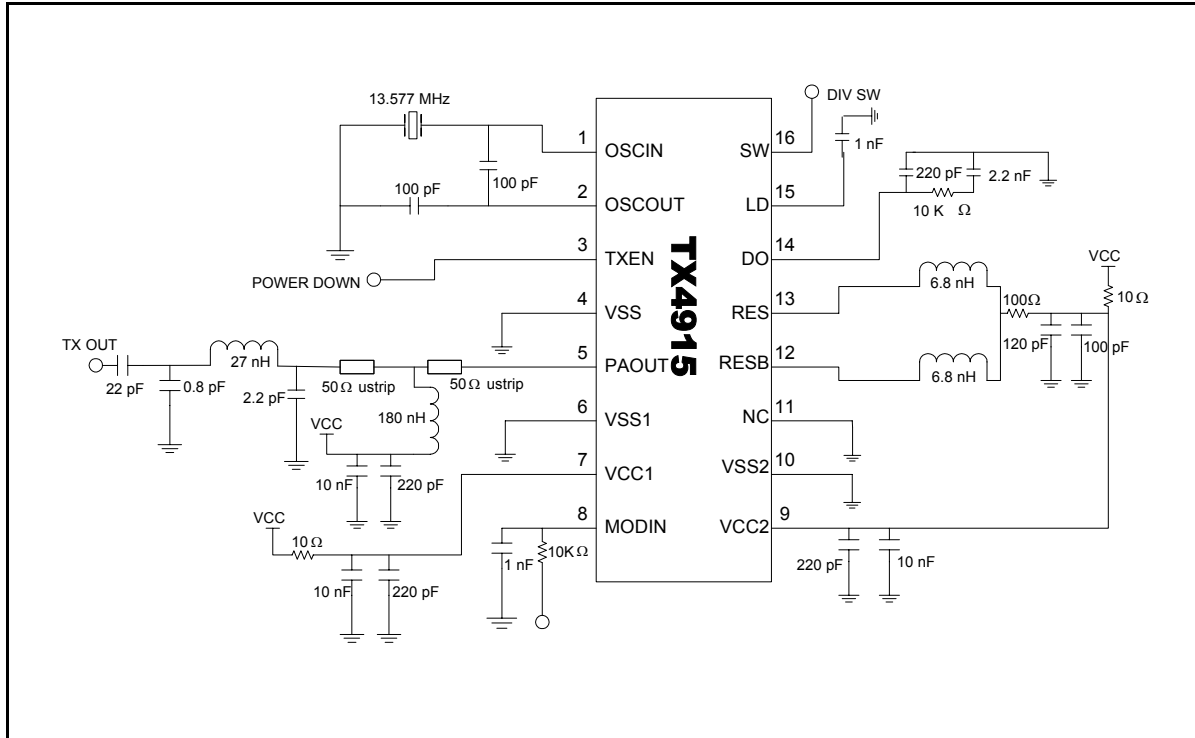 13.577 MHz
100 pF
100 pF
POWER DOWN
TX OUT
22 pF
0.8 pF
27 nH
2.2 pF
50Ω ustrip
50Ω ustrip
180 nH
VCC
10 nF
220 pF
VCC
10Ω
10 nF
220 pF
1 nF
10KΩ
1
OSCIN
2
OSCOUT
3
TXEN
4
VSS
5
PAOUT
6
VSS1
7
VCC1
8
MODIN
TX4915
16
SW
15
LD
14
DO
13
RES
12
RESB
11
NC
10
VSS2
9
VCC2
DIV SW
1 nF
220 pF
2.2 nF
10 K Ω
6.8 nH
6.8 nH
100Ω
VCC
10Ω
120 pF
100 pF
220 pF
10 nF